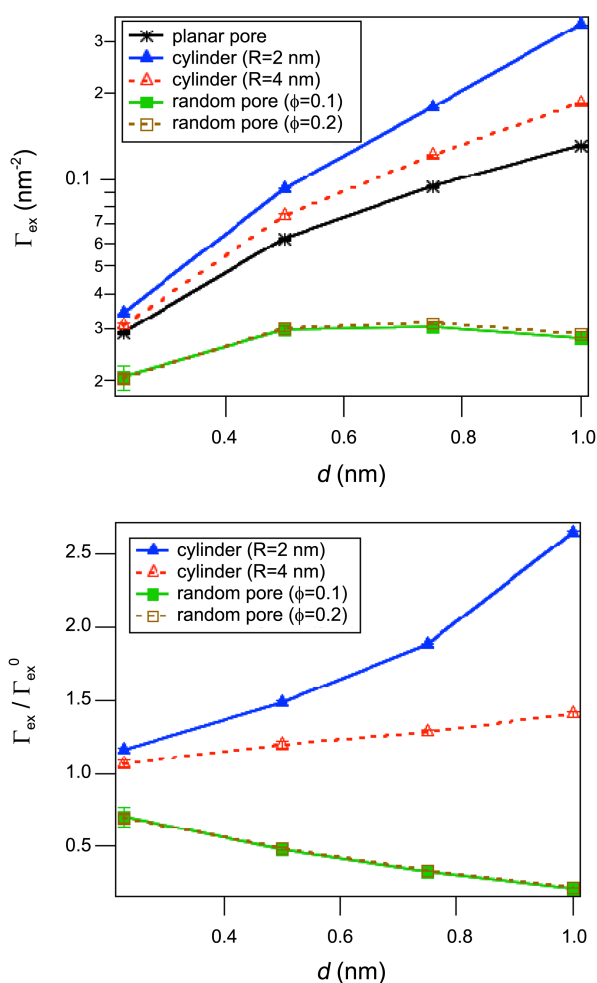 planar pore
cylinder (R=2 nm)
cylinder (R=4 nm)
random pore (ϕ=0.1)
random pore (ϕ=0.2)
3
2
0.1
7
6
5
4
3
2
Γex (nm-2)
0.4 0.6 0.8 1.0
d (nm)
cylinder (R=2 nm)
cylinder (R=4 nm)
random pore (ϕ=0.1)
random pore (ϕ=0.2)
2.5
2.0
1.5
1.0
0.5
Γex / Γex0
0.4 0.6 0.8 1.0
d (nm)